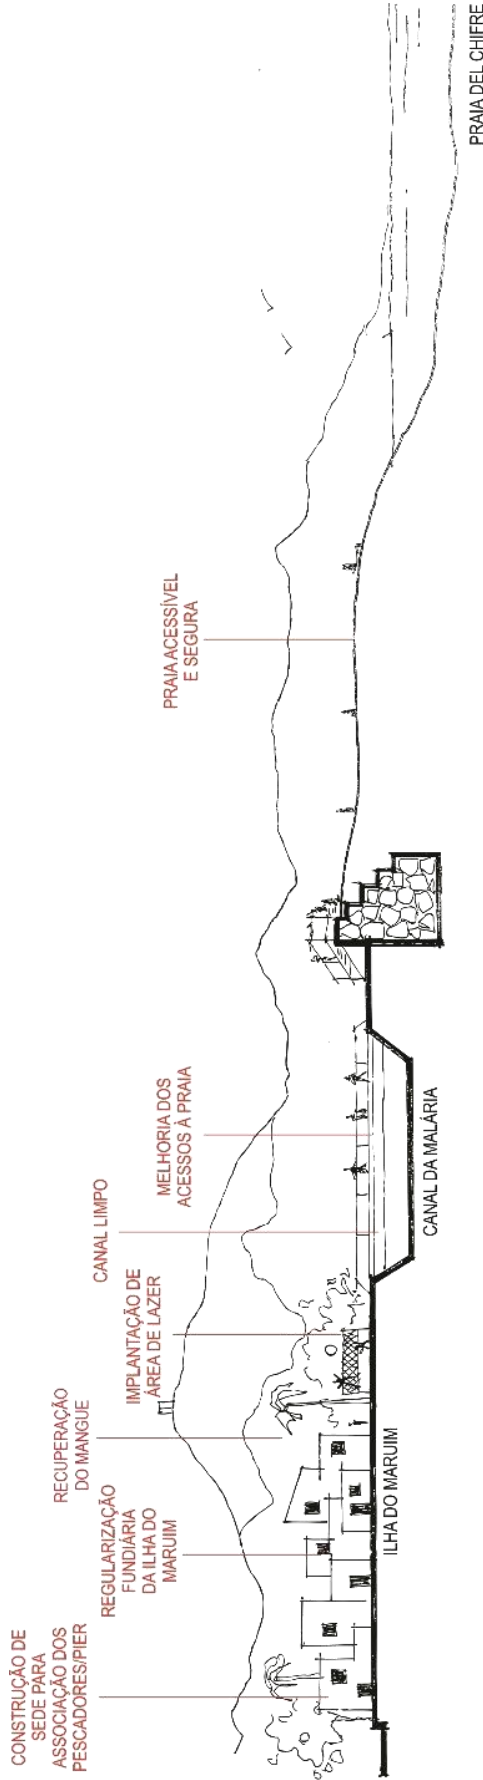 CONSTRUÇÃO DE
SEDE PARA
ASSOCIAÇÃO DOS
PESCADORES/PIER
REGULARIZAÇÃO
FUNDIÁRIA
DA ILHA DO
MARUIM
RECUPERAÇÃO
DO MANGUE
IMPLANTAÇÃO DE
ÁREA DE LAZER
CANAL LIMPO
MELHORIA DOS
ACESSOS À PRAIA
PRAIA ACESSÍVEL
E SEGURA
ILHA DO MARUIM
CANAL DA MALÁRIA
PRAIA DEL CHIFRE